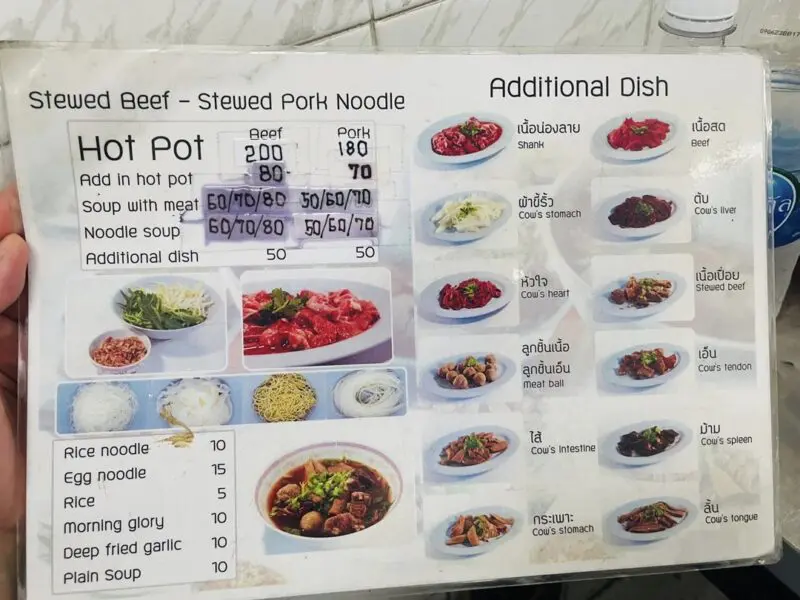 Stewed Beef - Stewed Pork Noodle
Hot Pot
Beef Pork
200 180
Add in hot pot 80- 70
Soup with meat 60/70/80 50/60/70
Noodle soup 60/70/80 50/60/70
Additional dish 50 50
Rice noodle 10
Egg noodle 15
Rice 5
Morning glory 10
Deep fried garlic 10
Plain Soup 10
Additional Dish
เนื้อน่องลาย
Shank
เนื้อสด
Beef
ผ้าขี้ริ้ว
Cow's stomach
ตับ
Cow's liver
หัวใจ
Cow's heart
เนื้อเปื่อย
Stewed beef
ลูกชิ้นเนื้อ
ลูกชิ้นเอ็น
Meat ball
เอ็น
Cow's tendon
ไส้
Cow's intestine
ม้าม
Cow's spleen
กระเพาะ
Cow's stomach
ลิ้น
Cow's tongue